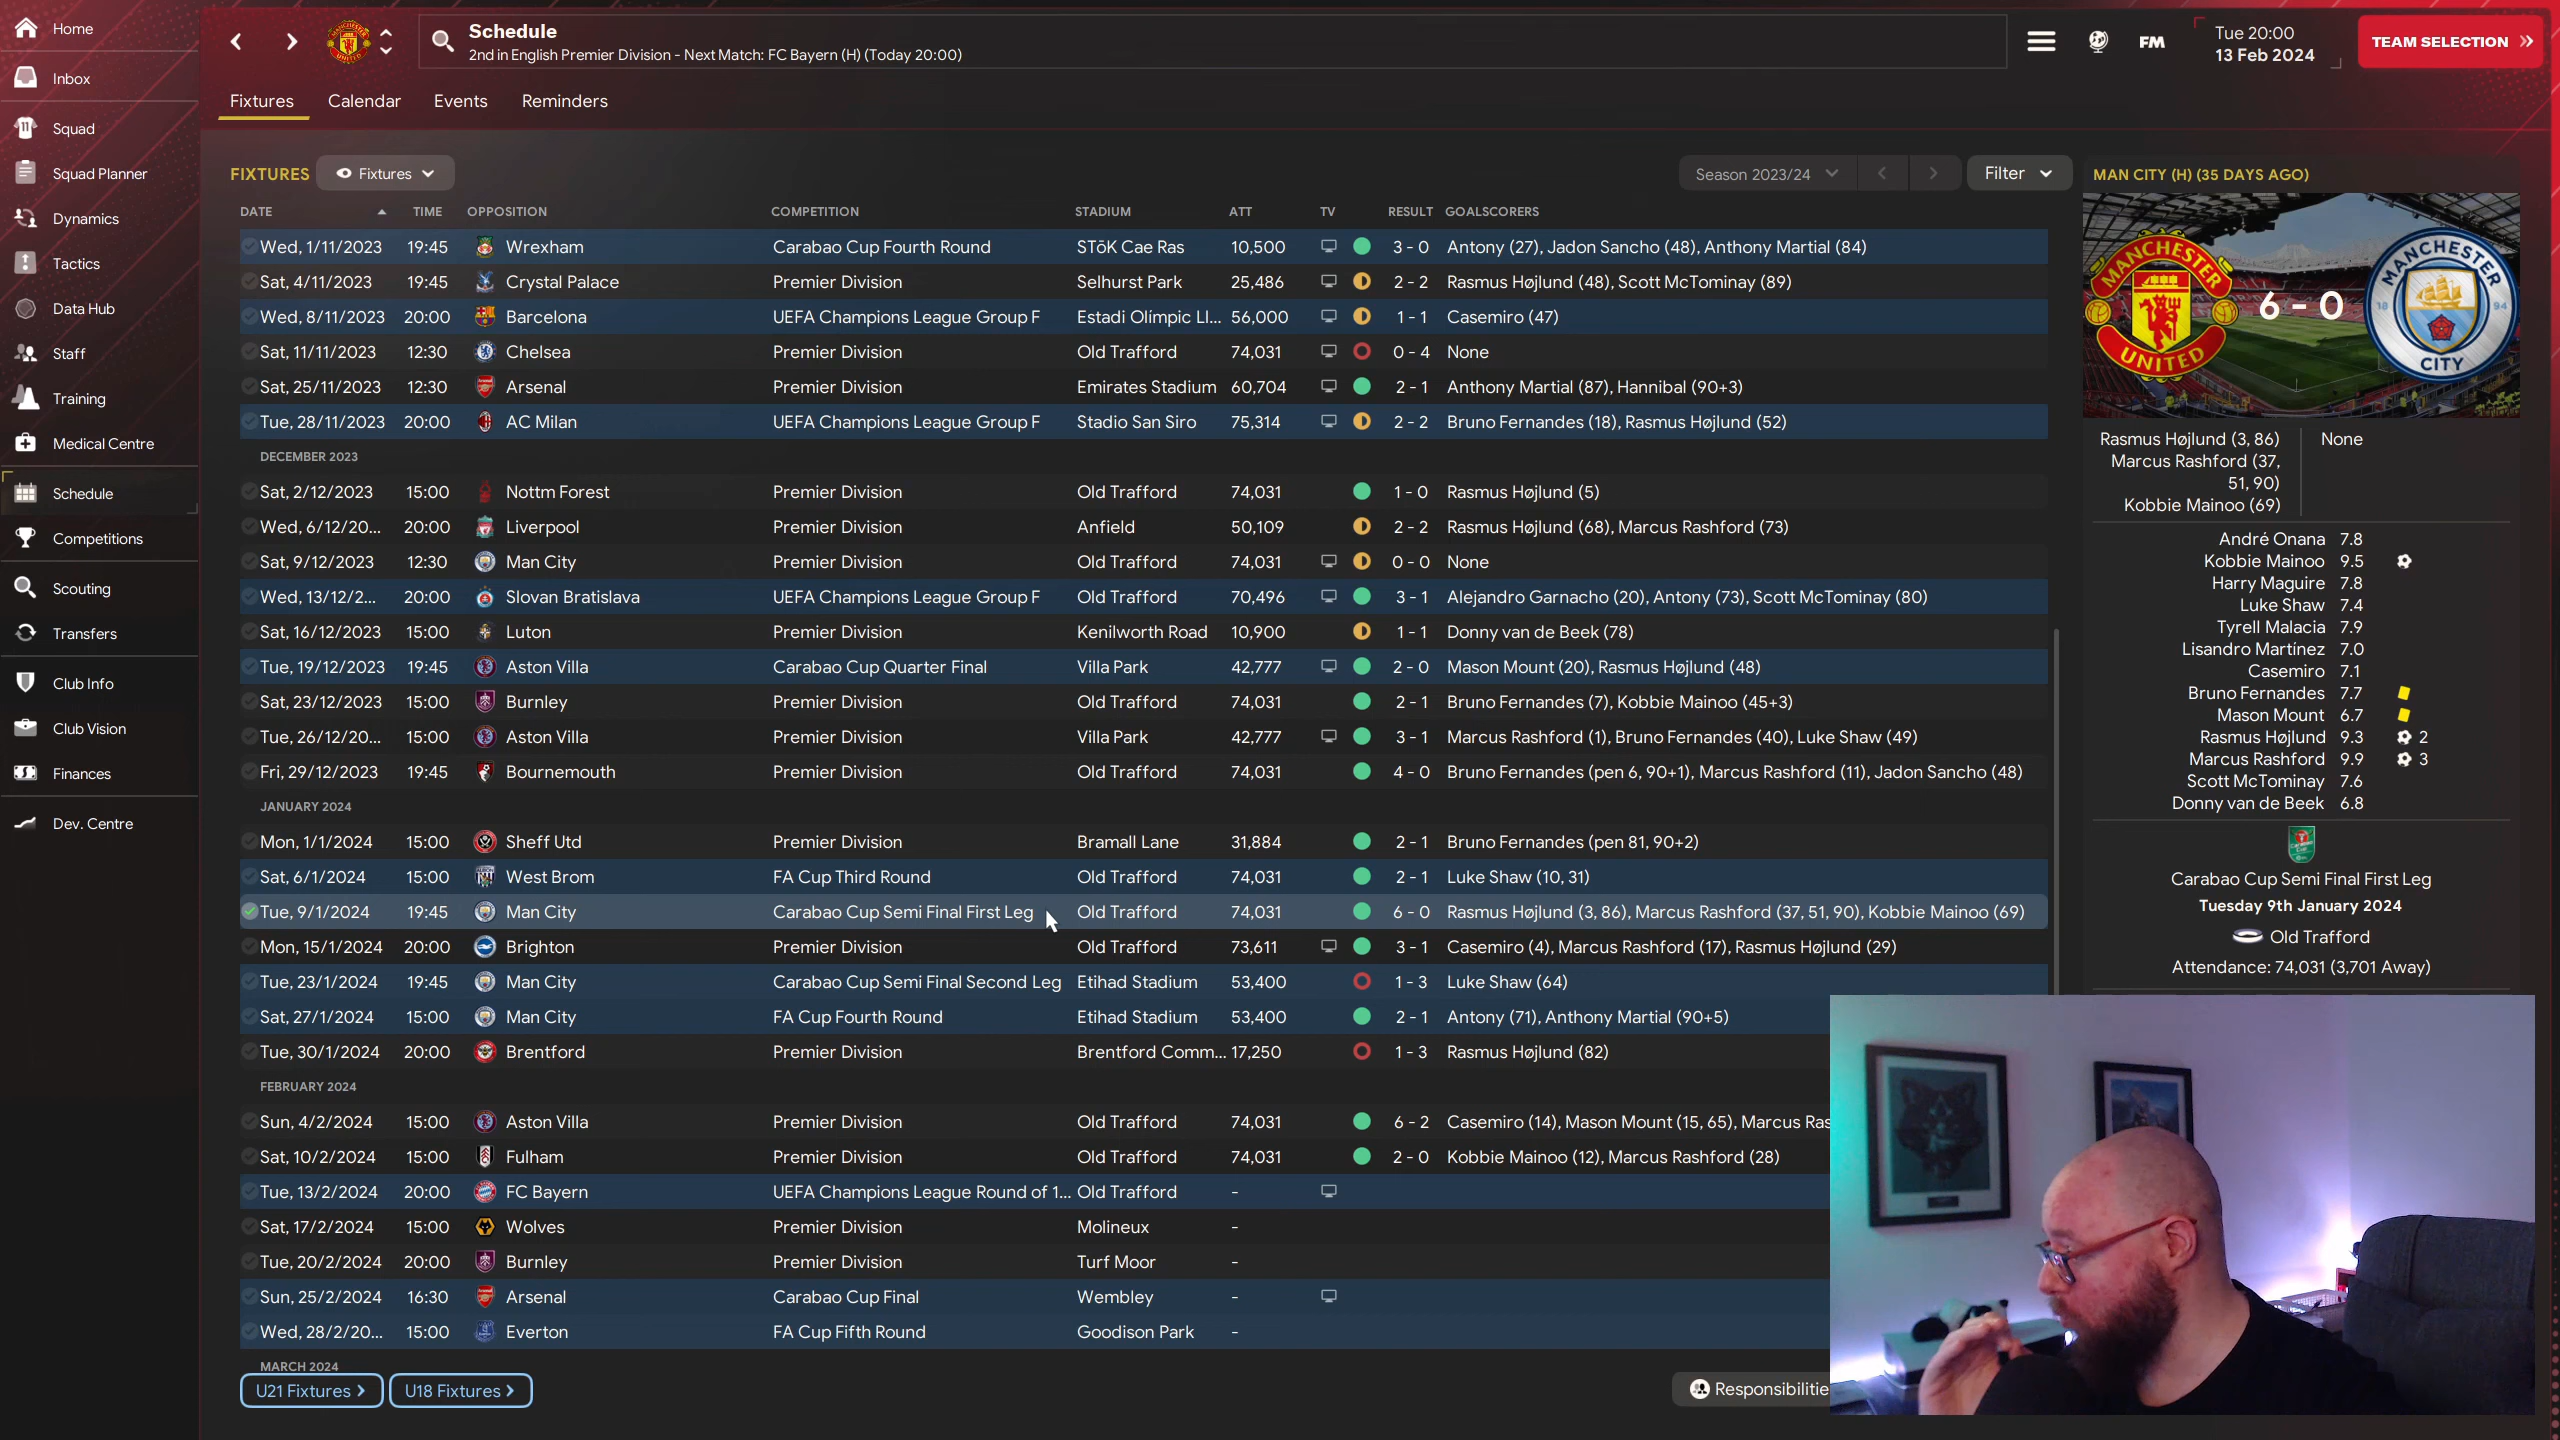 Home
Inbox
Squad
Squad Planner
Dynamics
Tactics
Data Hub
Staff
Training
Medical Centre
Schedule
Competitions
Scouting
Transfers
Club Info
Club Vision
Finances
Dev. Centre
Schedule
2nd in English Premier Division - Next Match: FC Bayern (H) (Today 20:00)
FM
Tue 20:00
13 Feb 2024
TEAM SELECTION
Fixtures Calendar Events Reminders
FIXTURES Fixtures Season 2023/24 Filter
DATE TIME OPPOSITION COMPETITION STADIUM ATT TV RESULT GOALSCORERS
Wed, 1/11/2023 19:45 Wrexham Carabao Cup Fourth Round STōK Cae Ras 10,500 3 - 0 Antony (27), Jadon Sancho (48), Anthony Martial (84)
Sat, 4/11/2023 19:45 Crystal Palace Premier Division Selhurst Park 25,486 2 - 2 Rasmus Højlund (48), Scott McTominay (89)
Wed, 8/11/2023 20:00 Barcelona UEFA Champions League Group F Estadi Olímpic Ll... 56,000 1 - 1 Casemiro (47)
Sat, 11/11/2023 12:30 Chelsea Premier Division Old Trafford 74,031 0 - 4 None
Sat, 25/11/2023 12:30 Arsenal Premier Division Emirates Stadium 60,704 2 - 1 Anthony Martial (87), Hannibal (90+3)
Tue, 28/11/2023 20:00 AC Milan UEFA Champions League Group F Stadio San Siro 75,314 2 - 2 Bruno Fernandes (18), Rasmus Højlund (52)
DECEMBER 2023
Sat, 2/12/2023 15:00 Nottm Forest Premier Division Old Trafford 74,031 1 - 0 Rasmus Højlund (5)
Wed, 6/12/20... 20:00 Liverpool Premier Division Anfield 50,109 2 - 2 Rasmus Højlund (68), Marcus Rashford (73)
Sat, 9/12/2023 12:30 Man City Premier Division Old Trafford 74,031 0 - 0 None
Wed, 13/12/2... 20:00 Slovan Bratislava UEFA Champions League Group F Old Trafford 70,496 3 - 1 Alejandro Garnacho (20), Antony (73), Scott McTominay (80)
Sat, 16/12/2023 15:00 Luton Premier Division Kenilworth Road 10,900 1 - 1 Donny van de Beek (78)
Tue, 19/12/2023 19:45 Aston Villa Carabao Cup Quarter Final Villa Park 42,777 2 - 0 Mason Mount (20), Rasmus Højlund (48)
Sat, 23/12/2023 15:00 Burnley Premier Division Old Trafford 74,031 2 - 1 Bruno Fernandes (7), Kobbie Mainoo (45+3)
Tue, 26/12/20... 15:00 Aston Villa Premier Division Villa Park 42,777 3 - 1 Marcus Rashford (1), Bruno Fernandes (40), Luke Shaw (49)
Fri, 29/12/2023 19:45 Bournemouth Premier Division Old Trafford 74,031 4 - 0 Bruno Fernandes (pen 6, 90+1), Marcus Rashford (11), Jadon Sancho (48)
JANUARY 2024
Mon, 1/1/2024 15:00 Sheff Utd Premier Division Bramall Lane 31,884 2 - 1 Bruno Fernandes (pen 81, 90+2)
Sat, 6/1/2024 15:00 West Brom FA Cup Third Round Old Trafford 74,031 2 - 1 Luke Shaw (10, 31)
Tue, 9/1/2024 19:45 Man City Carabao Cup Semi Final First Leg Old Trafford 74,031 6 - 0 Rasmus Højlund (3, 86), Marcus Rashford (37, 51, 90), Kobbie Mainoo (69)
Mon, 15/1/2024 20:00 Brighton Premier Division Old Trafford 73,611 3 - 1 Casemiro (4), Marcus Rashford (17), Rasmus Højlund (29)
Tue, 23/1/2024 19:45 Man City Carabao Cup Semi Final Second Leg Etihad Stadium 53,400 1 - 3 Luke Shaw (64)
Sat, 27/1/2024 15:00 Man City FA Cup Fourth Round Etihad Stadium 53,400 2 - 1 Antony (71), Anthony Martial (90+5)
Tue, 30/1/2024 20:00 Brentford Premier Division Brentford Comm... 17,250 1 - 3 Rasmus Højlund (82)
FEBRUARY 2024
Sun, 4/2/2024 15:00 Aston Villa Premier Division Old Trafford 74,031 6 - 2 Casemiro (14), Mason Mount (15, 65), Marcus Ras
Sat, 10/2/2024 15:00 Fulham Premier Division Old Trafford 74,031 2 - 0 Kobbie Mainoo (12), Marcus Rashford (28)
Tue, 13/2/2024 20:00 FC Bayern UEFA Champions League Round of 1... Old Trafford -
Sat, 17/2/2024 15:00 Wolves Premier Division Molineux -
Tue, 20/2/2024 20:00 Burnley Premier Division Turf Moor -
Sun, 25/2/2024 16:30 Arsenal Carabao Cup Final Wembley -
Wed, 28/2/20... 15:00 Everton FA Cup Fifth Round Goodison Park -
MARCH 2024
U21 Fixtures U18 Fixtures Responsibilitie
MAN CITY (H) (35 DAYS AGO)
MANCHESTER UNITED
6 - 0
MANCHESTER CITY
18 94
Rasmus Højlund (3, 86) None
Marcus Rashford (37,
51, 90)
Kobbie Mainoo (69)
André Onana 7.8
Kobbie Mainoo 9.5
Harry Maguire 7.8
Luke Shaw 7.4
Tyrell Malacia 7.9
Lisandro Martínez 7.0
Casemiro 7.1
Bruno Fernandes 7.7
Mason Mount 6.7
Rasmus Højlund 9.3 2
Marcus Rashford 9.9 3
Scott McTominay 7.6
Donny van de Beek 6.8
Carabao Cup Semi Final First Leg
Tuesday 9th January 2024
Old Trafford
Attendance: 74,031 (3,701 Away)